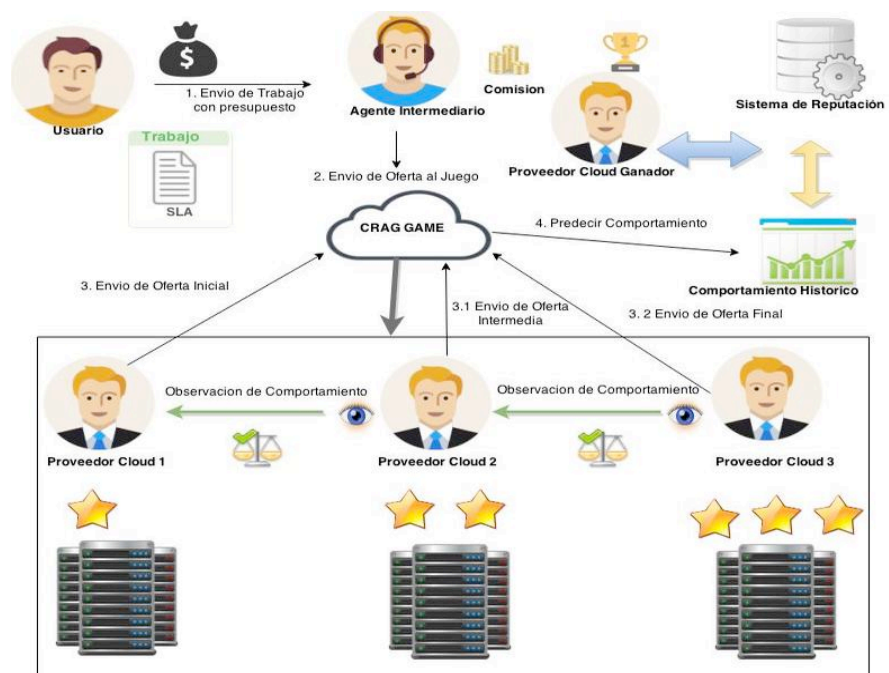 $
1. Envio de Trabajo
con presupuesto
Usuario
Trabajo
SLA
Agente Intermediario
Comision
1
Proveedor Cloud Ganador
Sistema de Reputación
2. Envio de Oferta al Juego
CRAG GAME
4. Predecir Comportamiento
Comportamiento Historico
3. Envio de Oferta Inicial
3.1 Envio de Oferta
Intermedia
3. 2 Envio de Oferta Final
Observacion de Comportamiento
Observacion de Comportamiento
Proveedor Cloud 1
Proveedor Cloud 2
Proveedor Cloud 3